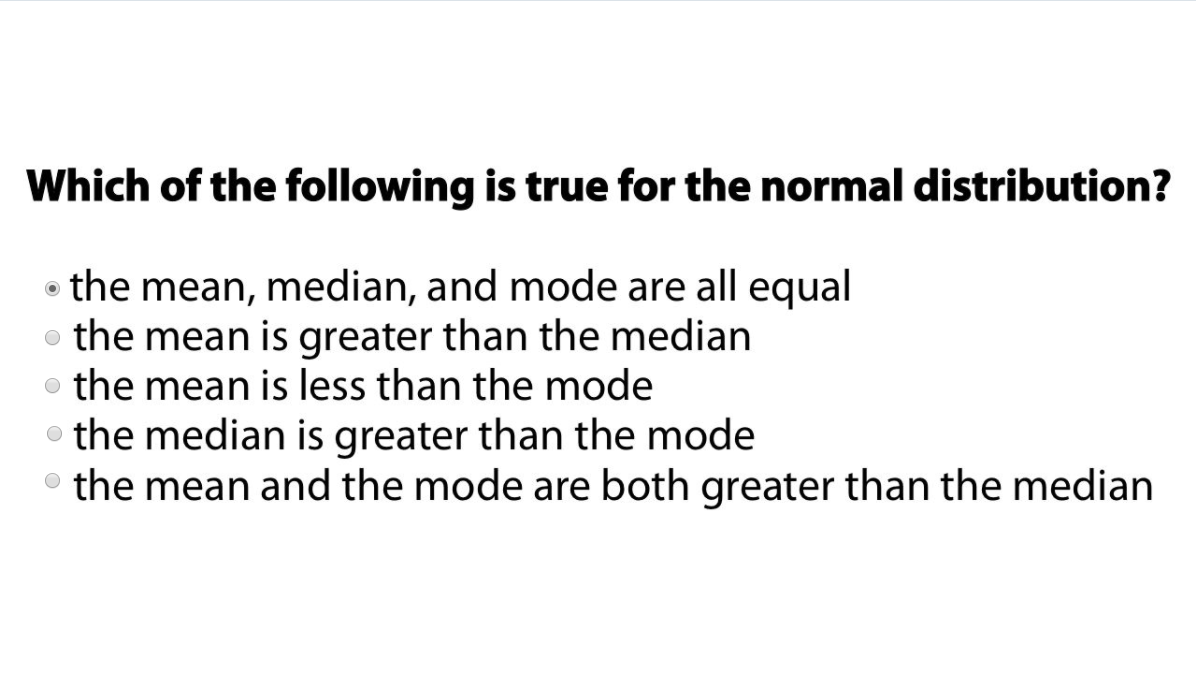 Which of the following is true for the normal distribution?
the mean, median, and mode are all equal
the mean is greater than the median
the mean is less than the mode
the median is greater than the mode
the mean and the mode are both greater than the median